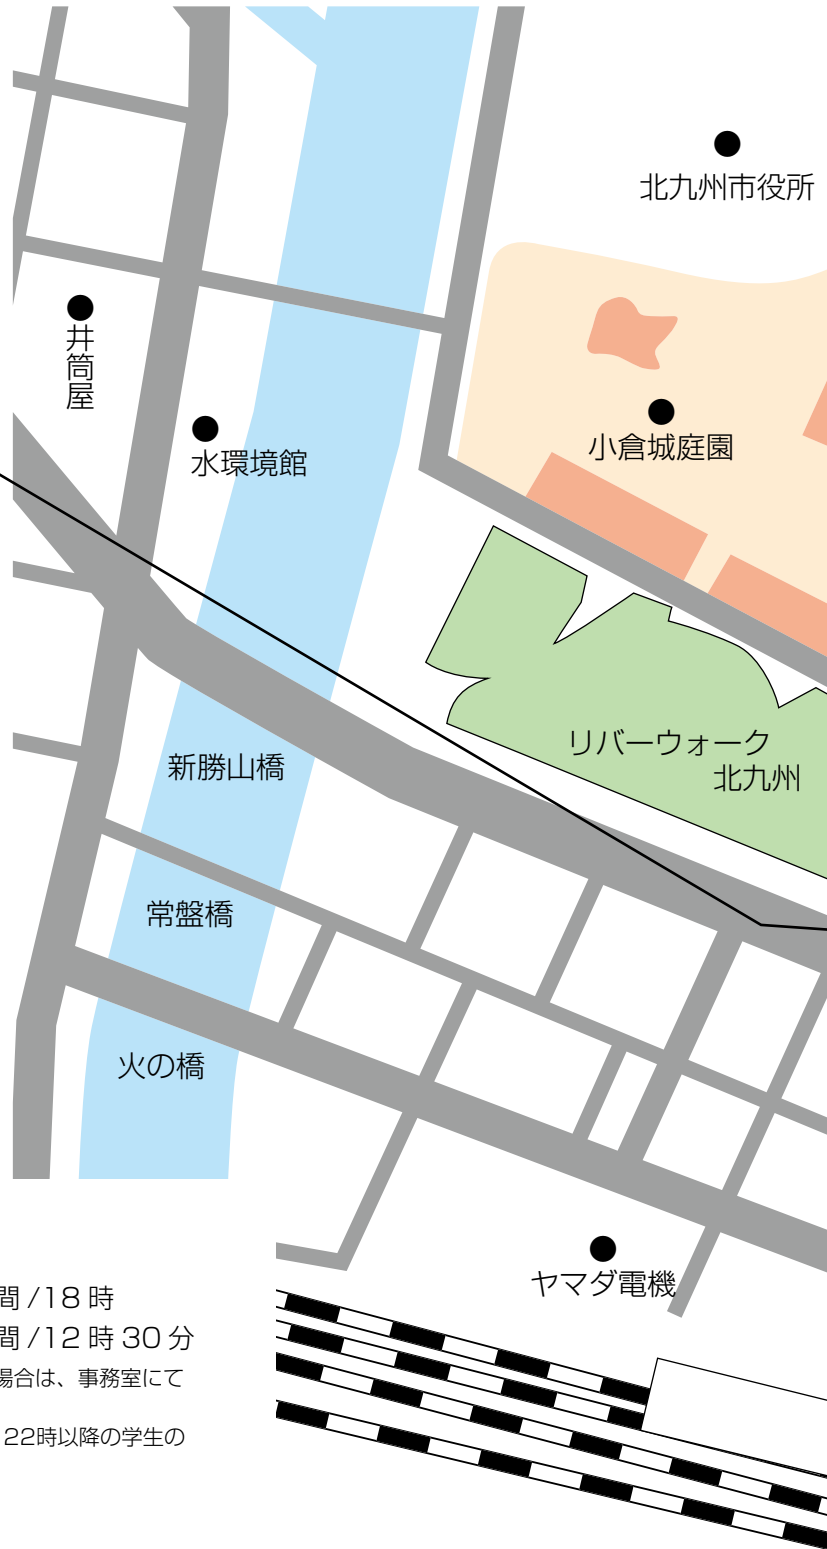 北九州市役所
井筒屋
小倉城庭園
水環境館
リバーウォーク
北九州
新勝山橋
常盤橋
火の橋
ヤマダ電機
間 /18 時
間 /12 時 30 分
場合は、事務室にて
22時以降の学生の